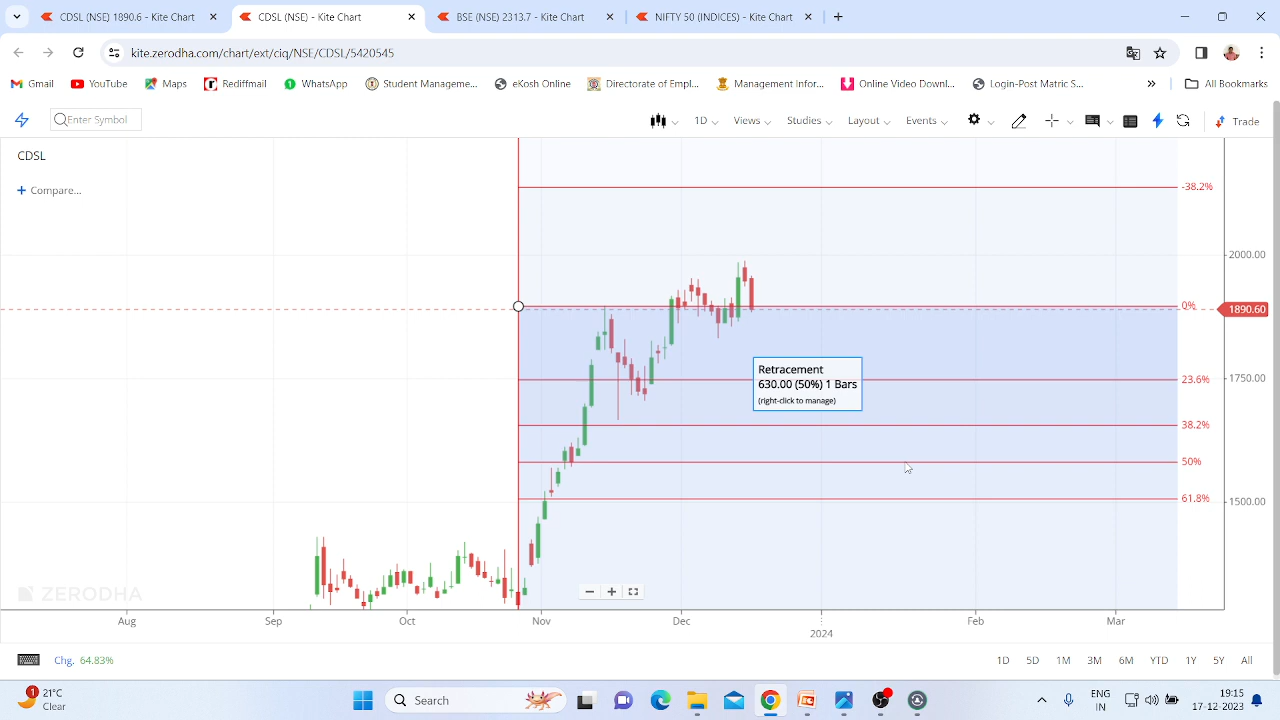 CDSL (NSE) 1890.6 - Kite Chart
CDSL (NSE) - Kite Chart
BSE (NSE) 2313.7 - Kite Chart
NIFTY 50 (INDICES) - Kite Chart
kite.zerodha.com/chart/ext/ciq/NSE/CDSL/5420545
Gmail YouTube Maps Rediffmail WhatsApp Student Manageme... eKosh Online Directorate of Empl... Management Infor... Online Video Downl... Login-Post Matric S... » All Bookmarks
Enter Symbol 1D Views Studies Layout Events Trade
CDSL
+ Compare...
-38.2%
2000.00
0%
1890.60
Retracement
630.00 (50%) 1 Bars
(right-click to manage)
23.6%
1750.00
38.2%
50%
61.8%
1500.00
ZERODHA
Aug Sep Oct Nov Dec Feb Mar
2024
Chg. 64.83% 1D 5D 1M 3M 6M YTD 1Y 5Y All
1
21°C
Clear
Search
ENG
IN
19:15
17-12-2023